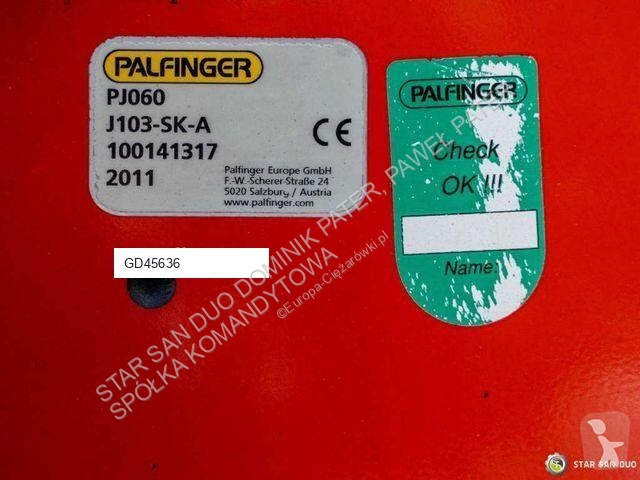 PALFINGER
PJ060
J103-SK-A
100141317
2011
CE
Palfinger Europe GmbH
F.-W.-Scherer-Straße 24
5020 Salzburg / Austria
www.palfinger.com
PALFINGER
Check
OK !!!
Name:
GD45636
STAR SAN DUO DOMINIK PATER, PAWEŁ PATER
SPÓŁKA KOMANDYTOWA
©Europa-Ciężarówki.pl
STAR SAN DUO